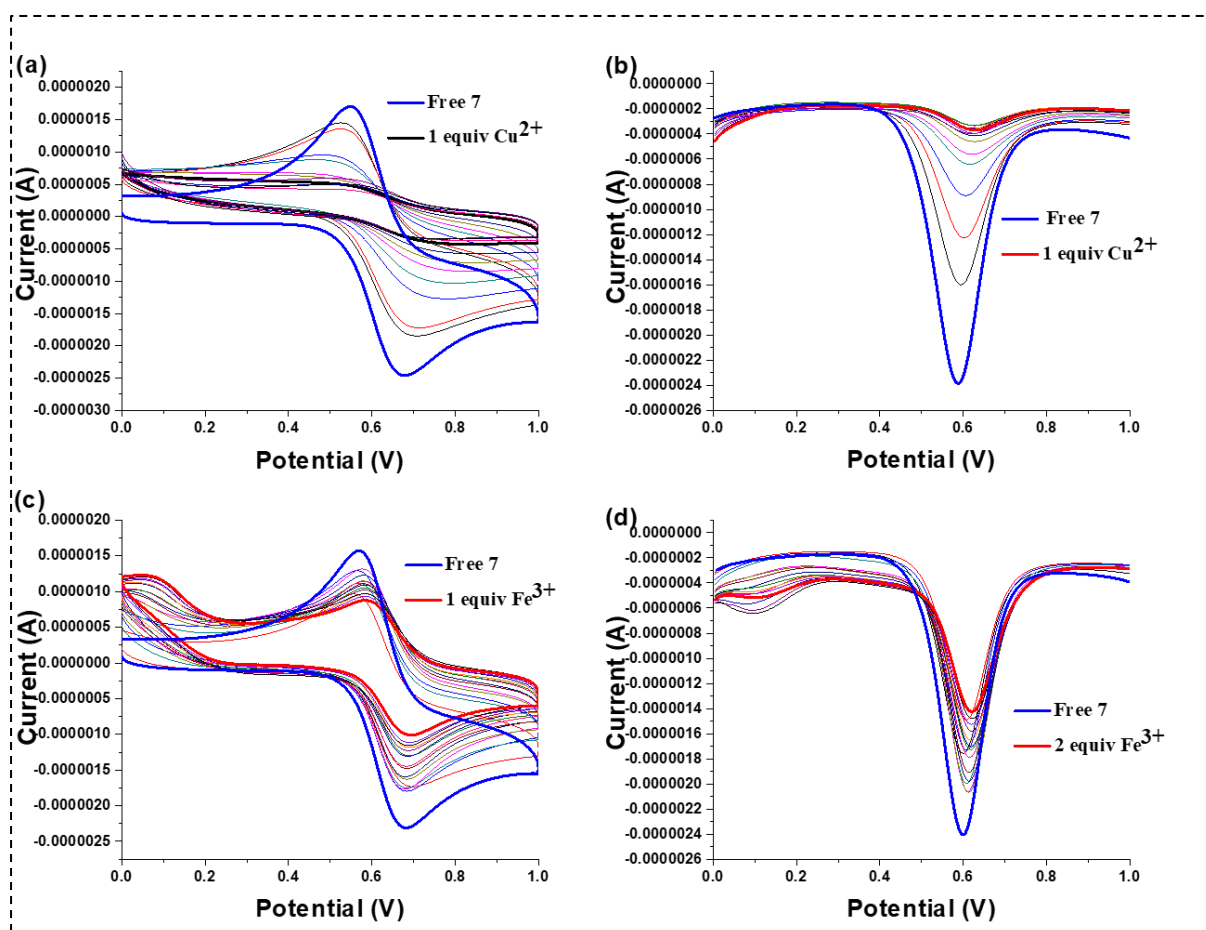 (a)
Current (A)
0.0000020
0.0000015
0.0000010
0.0000005
0.0000000
-0.0000005
-0.0000010
-0.0000015
-0.0000020
-0.0000025
-0.0000030
Free 7
1 equiv Cu2+
0.0 0.2 0.4 0.6 0.8 1.0
Potential (V)
(b)
Current (A)
0.0000000
-0.0000002
-0.0000004
-0.0000006
-0.0000008
-0.0000010
-0.0000012
-0.0000014
-0.0000016
-0.0000018
-0.0000020
-0.0000022
-0.0000024
-0.0000026
Free 7
1 equiv Cu2+
0.0 0.2 0.4 0.6 0.8 1.0
Potential (V)
(c)
Current (A)
0.0000020
0.0000015
0.0000010
0.0000005
0.0000000
-0.0000005
-0.0000010
-0.0000015
-0.0000020
-0.0000025
Free 7
1 equiv Fe3+
0.0 0.2 0.4 0.6 0.8 1.0
Potential (V)
(d)
Current (A)
0.0000000
-0.0000002
-0.0000004
-0.0000006
-0.0000008
-0.0000010
-0.0000012
-0.0000014
-0.0000016
-0.0000018
-0.0000020
-0.0000022
-0.0000024
-0.0000026
Free 7
2 equiv Fe3+
0.0 0.2 0.4 0.6 0.8 1.0
Potential (V)